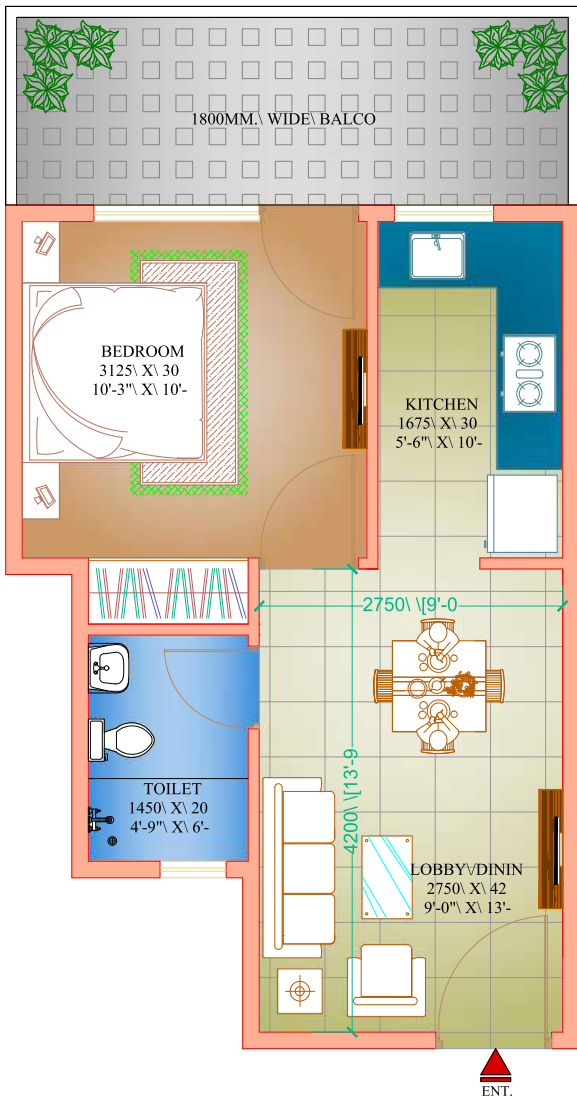 1800MM.\ WIDE\ BALCO
BEDROOM
3125\ X\ 30
10'-3"\ X\ 10'-
KITCHEN
1675\ X\ 30
5'-6"\ X\ 10'-
2750\ \[9'-0
4200\ \[13'-9
TOILET
1450\ X\ 20
4'-9"\ X\ 6'-
LOBBY\/DININ
2750\ X\ 42
9'-0"\ X\ 13'-
ENT.